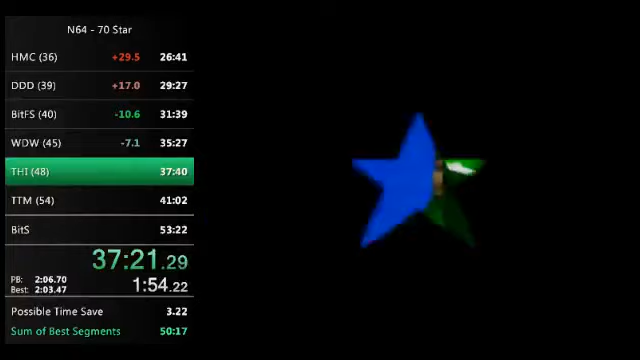 N64 - 70 Star
HMC (36) +29.5 26:41
DDD (39) +17.0 29:27
BitFS (40) -10.6 31:39
WDW (45) -7.1 35:27
THI (48) 37:40
TTM (54) 41:02
BitS 53:22
37:21.29
PB: 2:06.70
Best: 2:03.47
1:54.22
Possible Time Save 3.22
Sum of Best Segments 50:17